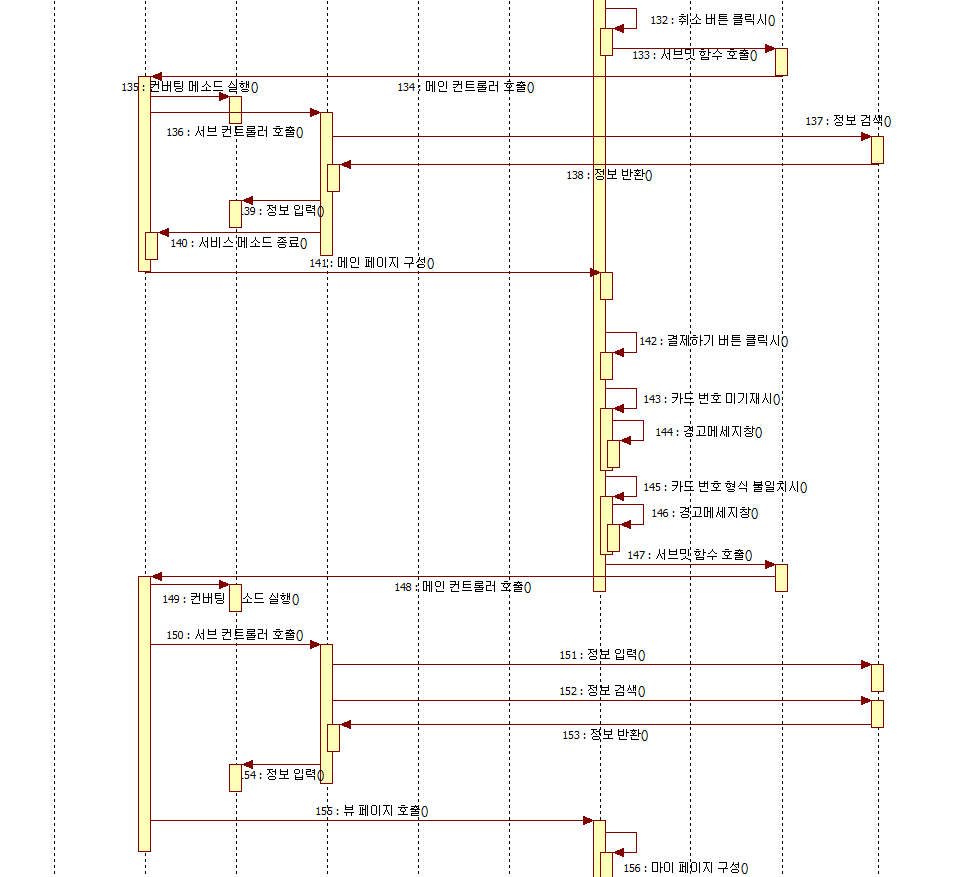 132 : 취소 버튼 클릭시()
133 : 서브밋 함수 호출()
134 : 메인 컨트롤러 호출()
135 : 컨버팅 메소드 실행()
136 : 서브 컨트롤러 호출()
137 : 정보 검색()
138 : 정보 반환()
139 : 정보 입력()
140 : 서비스 메소드 종료()
141 : 메인 페이지 구성()
142 : 결제하기 버튼 클릭시()
143 : 카드 번호 미기재시()
144 : 경고메세지창()
145 : 카드 번호 형식 불일치시()
146 : 경고메세지창()
147 : 서브밋 함수 호출()
148 : 메인 컨트롤러 호출()
149 : 컨버팅 소드 실행()
150 : 서브 컨트롤러 호출()
151 : 정보 입력()
152 : 정보 검색()
153 : 정보 반환()
154 : 정보 입력()
155 : 뷰 페이지 호출()
156 : 마이 페이지 구성()